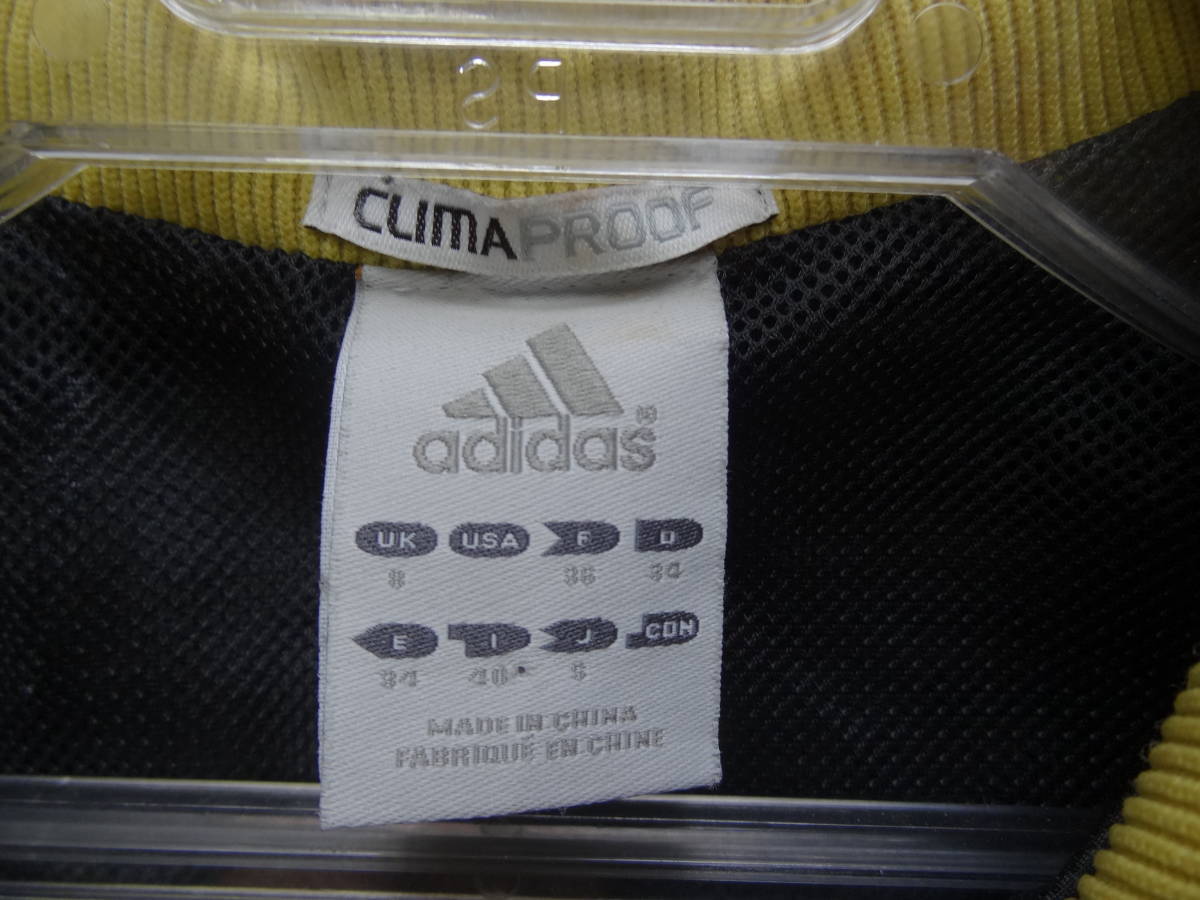 CLIMAPROOF
adidas®
UK USA F D
8 36 34
E I J CDN
34 40 S
MADE IN CHINA
FABRIQUÉ EN CHINE